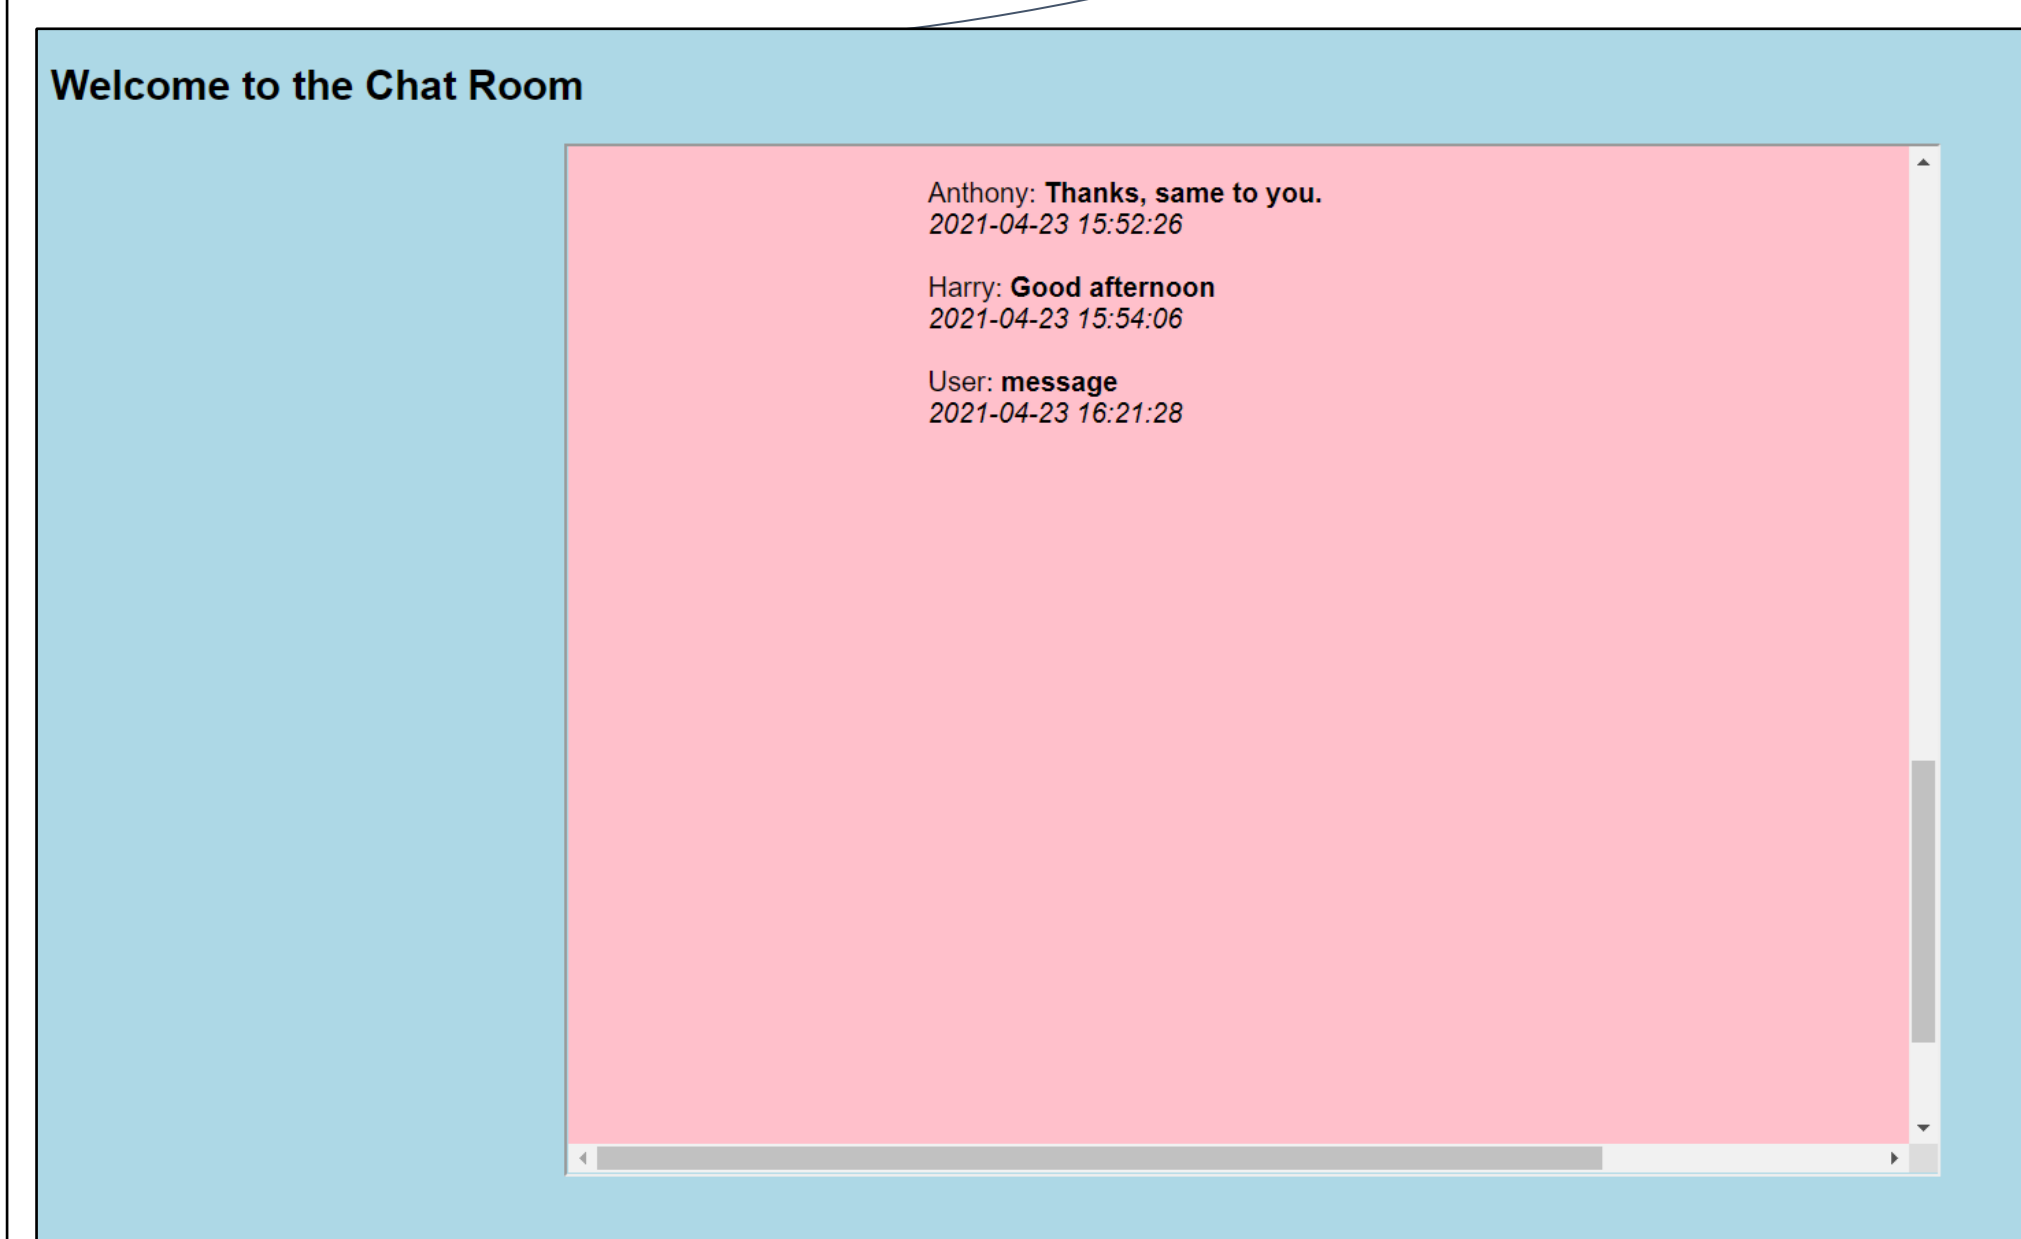 Welcome to the Chat Room
Anthony: Thanks, same to you.
2021-04-23 15:52:26
Harry: Good afternoon
2021-04-23 15:54:06
User: message
2021-04-23 16:21:28